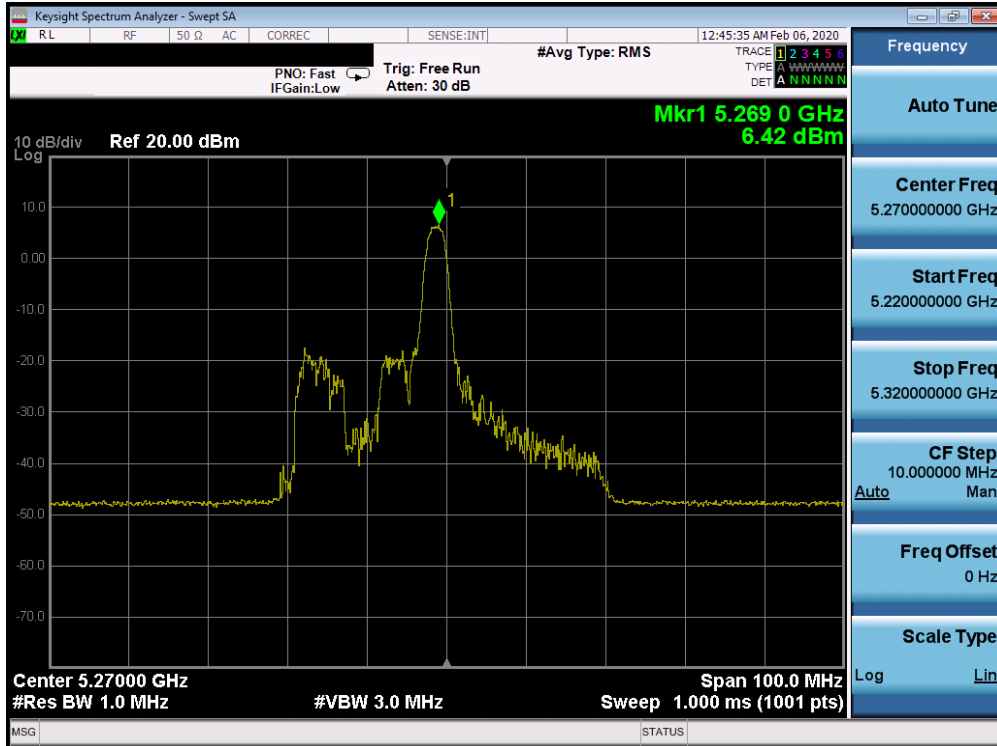 Keysight Spectrum Analyzer - Swept SA
LXI RL RF 50 Ω AC CORREC SENSE:INT 12:45:35 AM Feb 06, 2020
#Avg Type: RMS
TRACE 1 2 3 4 5 6
PNO: Fast Trig: Free Run TYPE A WWWWW
IFGain:Low Atten: 30 dB DET A N N N N N
Mkr1 5.269 0 GHz
6.42 dBm
10 dB/div Ref 20.00 dBm
Log
1
10.0
0.00
-10.0
-20.0
-30.0
-40.0
-50.0
-60.0
-70.0
Center 5.27000 GHz Span 100.0 MHz
#Res BW 1.0 MHz #VBW 3.0 MHz Sweep 1.000 ms (1001 pts)
MSG STATUS
Frequency
Auto Tune
Center Freq
5.270000000 GHz
Start Freq
5.220000000 GHz
Stop Freq
5.320000000 GHz
CF Step
10.000000 MHz
Auto Man
Freq Offset
0 Hz
Scale Type
Log Lin